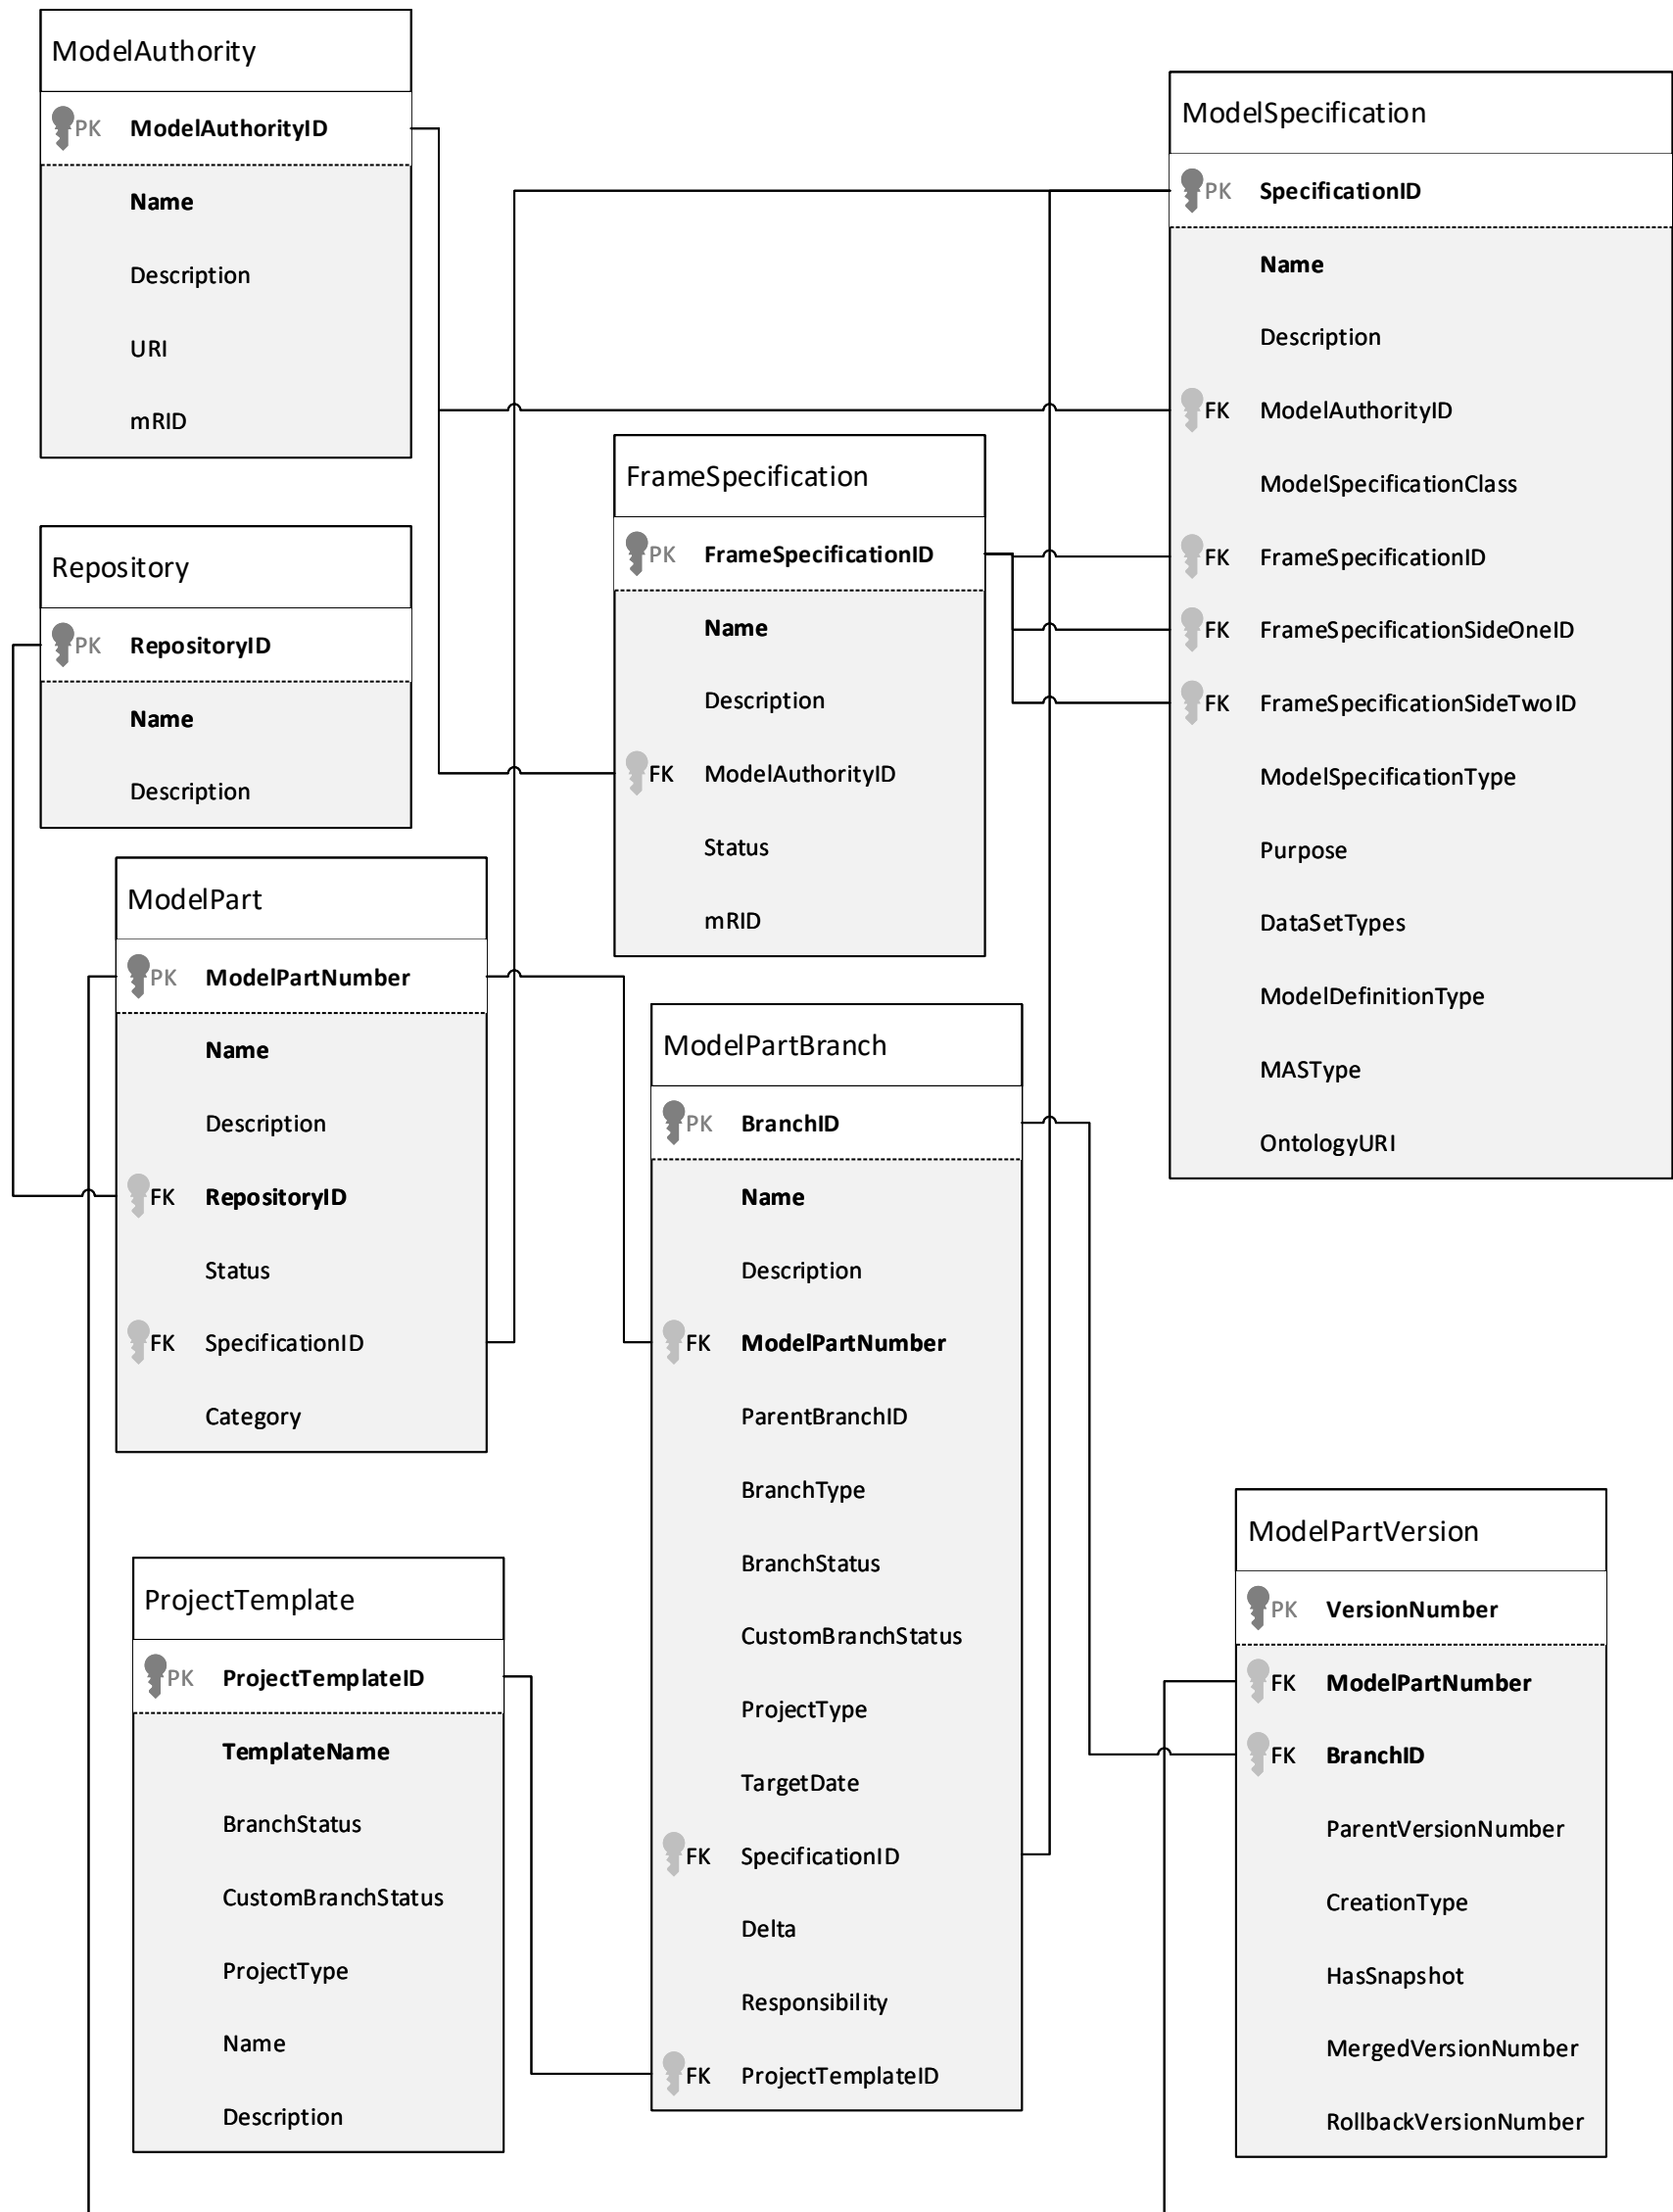 ModelAuthority
PK ModelAuthorityID
Name
Description
URI
mRID
ModelSpecification
PK SpecificationID
Name
Description
FK ModelAuthorityID
ModelSpecificationClass
FK FrameSpecificationID
FK FrameSpecificationSideOneID
FK FrameSpecificationSideTwoID
ModelSpecificationType
Purpose
DataSetTypes
ModelDefinitionType
MASType
OntologyURI
FrameSpecification
PK FrameSpecificationID
Name
Description
FK ModelAuthorityID
Status
mRID
Repository
PK RepositoryID
Name
Description
ModelPart
PK ModelPartNumber
Name
Description
FK RepositoryID
Status
FK SpecificationID
Category
ModelPartBranch
PK BranchID
Name
Description
FK ModelPartNumber
ParentBranchID
BranchType
BranchStatus
CustomBranchStatus
ProjectType
TargetDate
FK SpecificationID
Delta
Responsibility
FK ProjectTemplateID
ProjectTemplate
PK ProjectTemplateID
TemplateName
BranchStatus
CustomBranchStatus
ProjectType
Name
Description
ModelPartVersion
PK VersionNumber
FK ModelPartNumber
FK BranchID
ParentVersionNumber
CreationType
HasSnapshot
MergedVersionNumber
RollbackVersionNumber